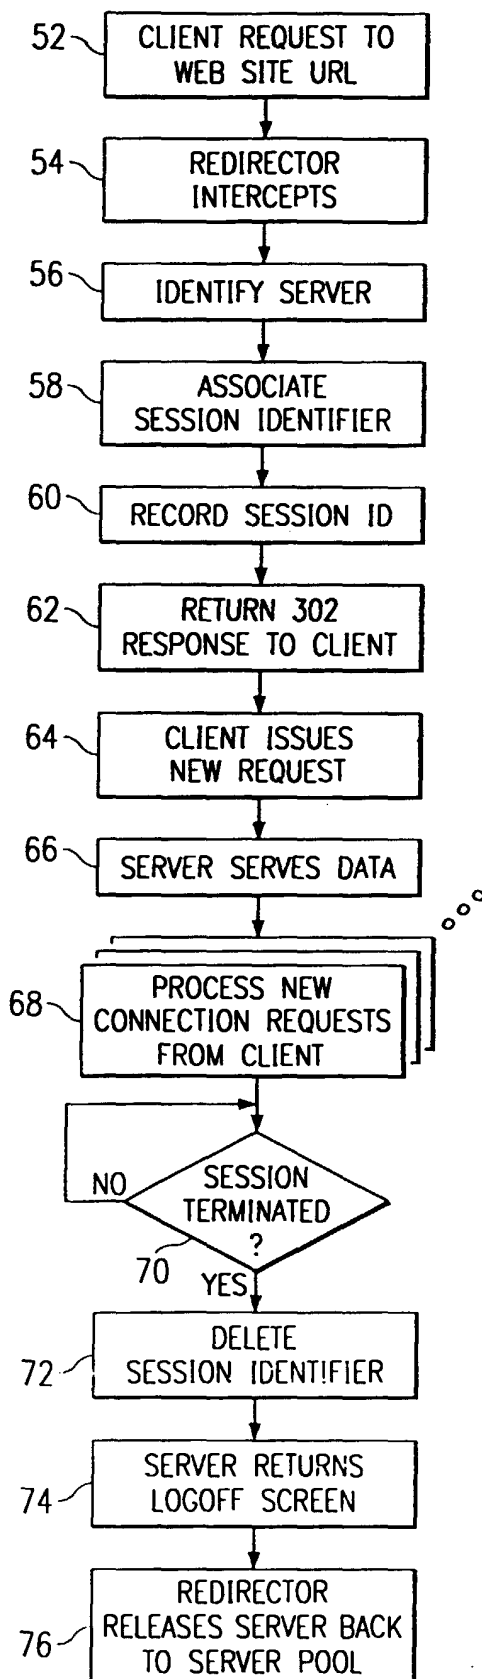 52
CLIENT REQUEST TO
WEB SITE URL
54
REDIRECTOR
INTERCEPTS
56
IDENTIFY SERVER
58
ASSOCIATE
SESSION IDENTIFIER
60
RECORD SESSION ID
62
RETURN 302
RESPONSE TO CLIENT
64
CLIENT ISSUES
NEW REQUEST
66
SERVER SERVES DATA
68
PROCESS NEW
CONNECTION REQUESTS
FROM CLIENT
NO
SESSION
TERMINATED
?
70
YES
72
DELETE
SESSION IDENTIFIER
74
SERVER RETURNS
LOGOFF SCREEN
76
REDIRECTOR
RELEASES SERVER BACK
TO SERVER POOL